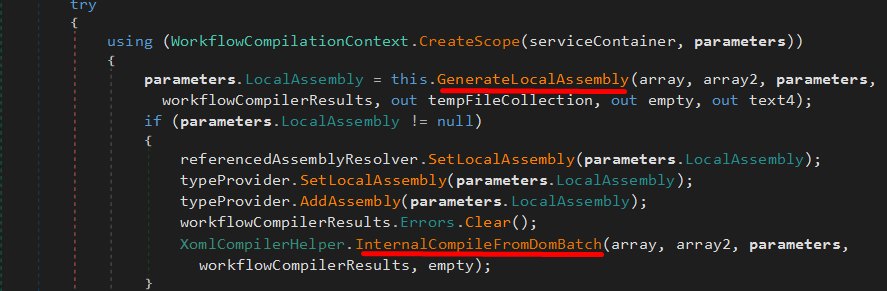 try
{
using (WorkflowCompilationContext.CreateScope(serviceContainer, parameters))
{
parameters.LocalAssembly = this.GenerateLocalAssembly(array, array2, parameters,
workflowCompilerResults, out tempFileCollection, out empty, out text4);
if (parameters.LocalAssembly != null)
{
referencedAssemblyResolver.SetLocalAssembly(parameters.LocalAssembly);
typeProvider.SetLocalAssembly(parameters.LocalAssembly);
typeProvider.AddAssembly(parameters.LocalAssembly);
workflowCompilerResults.Errors.Clear();
XomlCompilerHelper.InternalCompileFromDomBatch(array, array2, parameters,
workflowCompilerResults, empty);
}